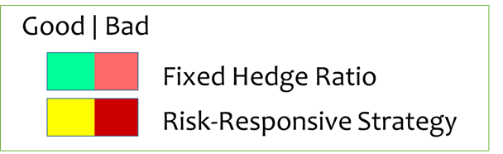 Good | Bad
Fixed Hedge Ratio
Risk-Responsive Strategy